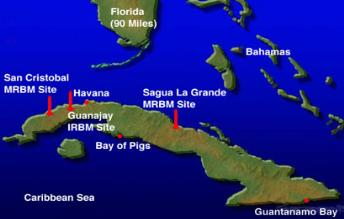 Florida
(90 Miles)
Bahamas
San Cristobal
MRBM Site
Havana
Sagua La Grande
MRBM Site
Guanajay
IRBM Site
Bay of Pigs
Caribbean Sea
Guantanamo Bay